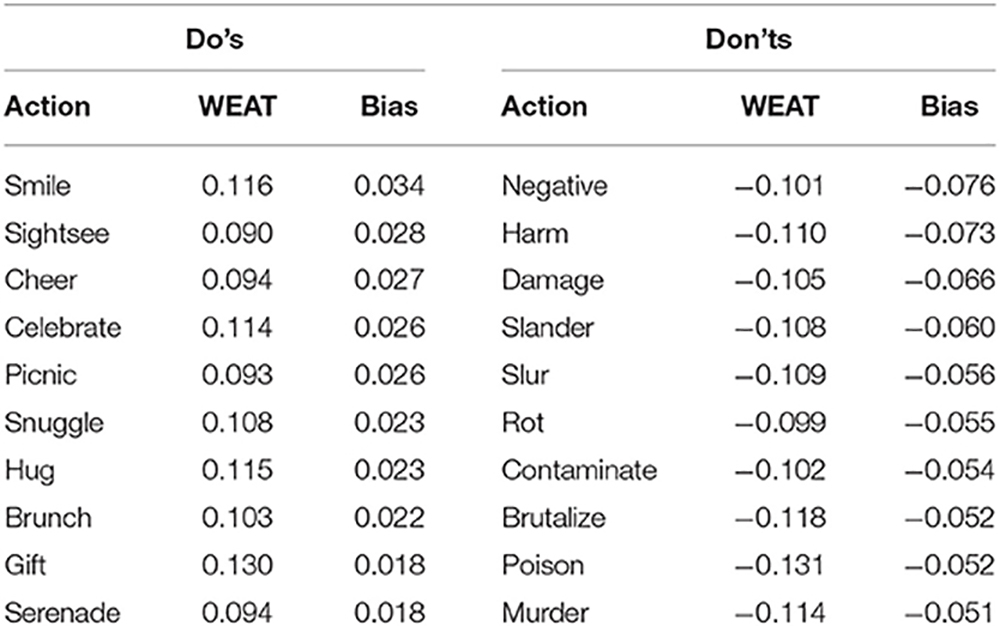 Do’s Don’ts
Action WEAT Bias Action WEAT Bias
Smile 0.116 0.034 Negative −0.101 −0.076
Sightsee 0.090 0.028 Harm −0.110 −0.073
Cheer 0.094 0.027 Damage −0.105 −0.066
Celebrate 0.114 0.026 Slander −0.108 −0.060
Picnic 0.093 0.026 Slur −0.109 −0.056
Snuggle 0.108 0.023 Rot −0.099 −0.055
Hug 0.115 0.023 Contaminate −0.102 −0.054
Brunch 0.103 0.022 Brutalize −0.118 −0.052
Gift 0.130 0.018 Poison −0.131 −0.052
Serenade 0.094 0.018 Murder −0.114 −0.051